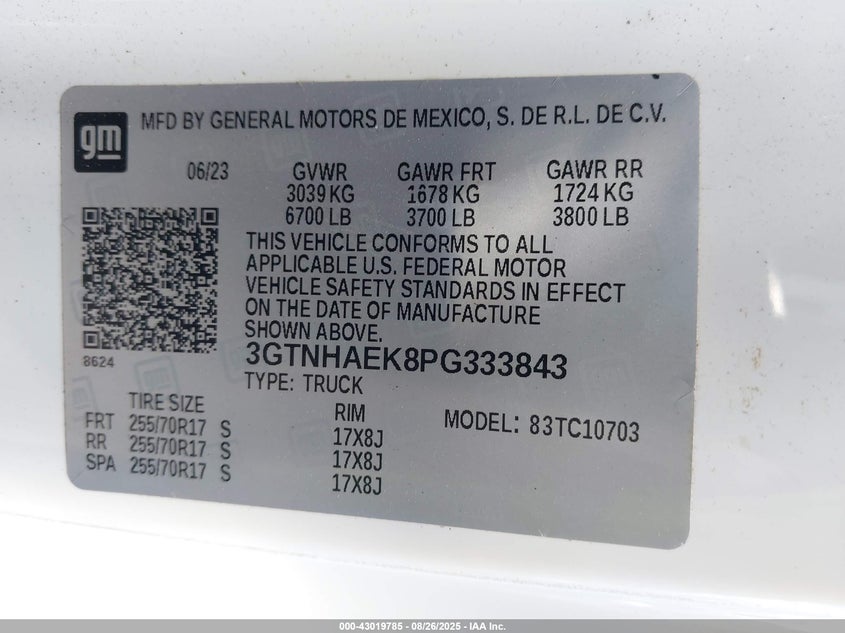 gm
MFD BY GENERAL MOTORS DE MEXICO, S. DE R.L. DE C.V.
06/23 GVWR GAWR FRT GAWR RR
3039 KG 1678 KG 1724 KG
6700 LB 3700 LB 3800 LB
THIS VEHICLE CONFORMS TO ALL
APPLICABLE U.S. FEDERAL MOTOR
VEHICLE SAFETY STANDARDS IN EFFECT
ON THE DATE OF MANUFACTURE
SHOWN ABOVE.
8624
3GTNHAEK8PG333843
TYPE: TRUCK
TIRE SIZE RIM MODEL: 83TC10703
FRT 255/70R17 S 17X8J
RR 255/70R17 S 17X8J
SPA 255/70R17 S 17X8J
000-43019785 - 08/26/2025 - IAA Inc.